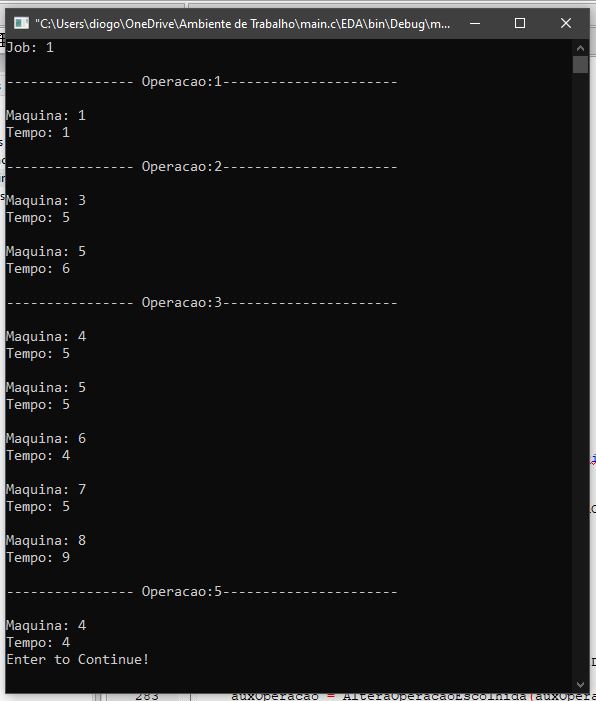 "C:\Users\diogo\OneDrive\Ambiente de Trabalho\main.c\EDA\bin\Debug\m...
Job: 1
---------------- Operacao:1----------------------
Maquina: 1
Tempo: 1
---------------- Operacao:2----------------------
Maquina: 3
Tempo: 5
Maquina: 5
Tempo: 6
---------------- Operacao:3----------------------
Maquina: 4
Tempo: 5
Maquina: 5
Tempo: 5
Maquina: 6
Tempo: 4
Maquina: 7
Tempo: 5
Maquina: 8
Tempo: 9
---------------- Operacao:5----------------------
Maquina: 4
Tempo: 4
Enter to Continue!
283 auxOperacao = AlteraOperacaoEscolhida(auxOpera